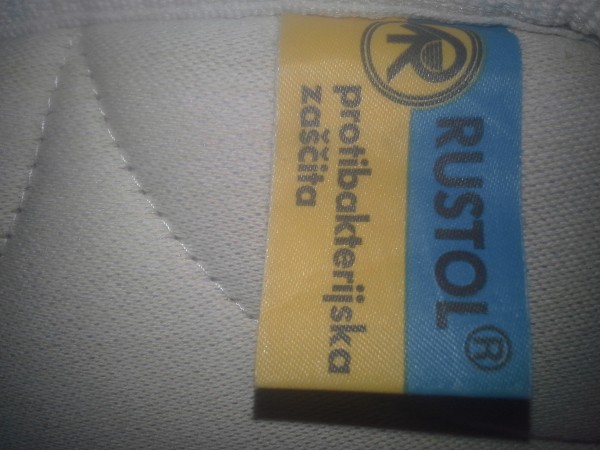 R
RUSTOL®
protibakterijska
zaščita